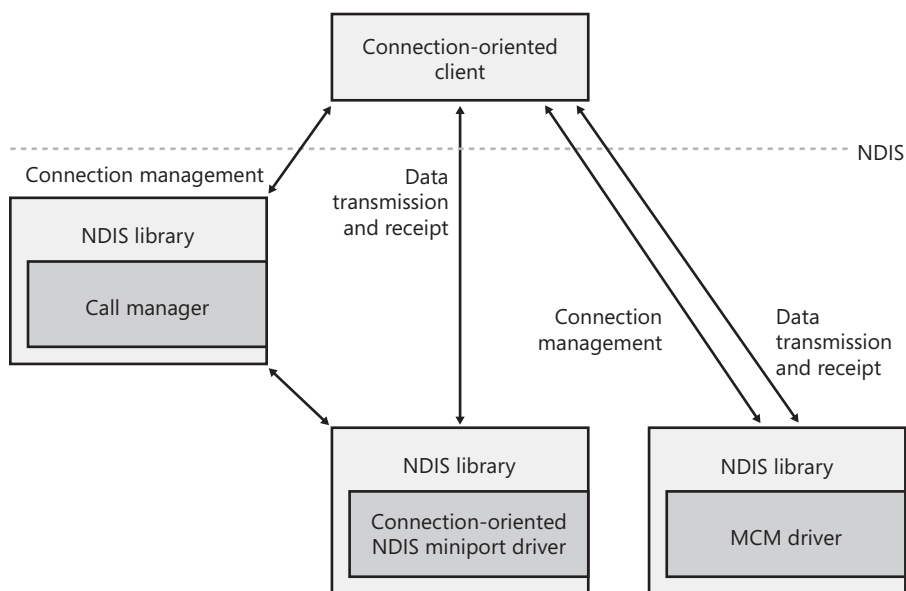 Connection-oriented
client
NDIS
Connection management
Data
transmission
and receipt
NDIS library
Call manager
Connection
management
Data
transmission
and receipt
NDIS library
Connection-oriented
NDIS miniport driver
NDIS library
MCM driver